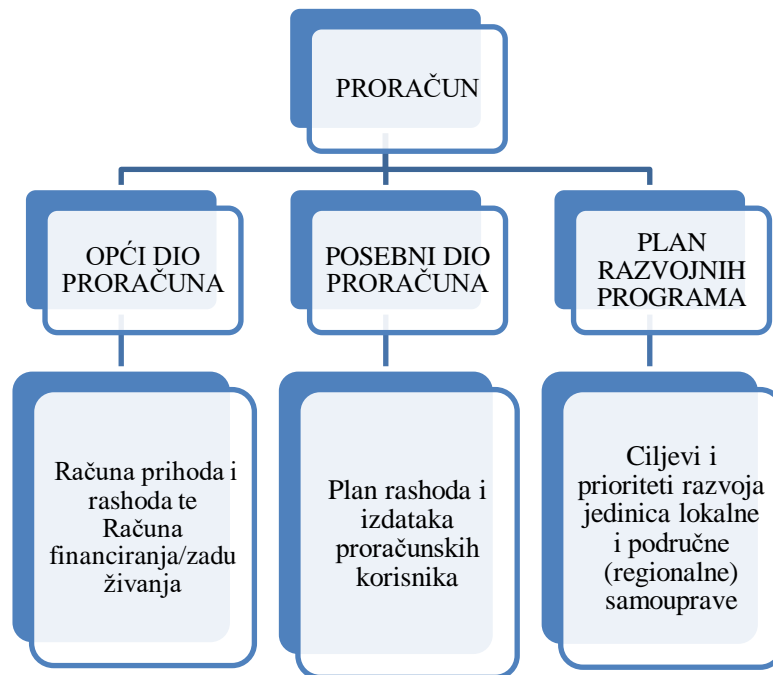 PRORAČUN
OPĆI DIO
PRORAČUNA
POSEBNI DIO
PRORAČUNA
PLAN
RAZVOJNIH
PROGRAMA
Računa prihoda i
rashoda te
Računa
financiranja/zadu
živanja
Plan rashoda i
izdataka
proračunskih
korisnika
Ciljevi i
prioriteti razvoja
jedinica lokalne
i područne
(regionalne)
samouprave